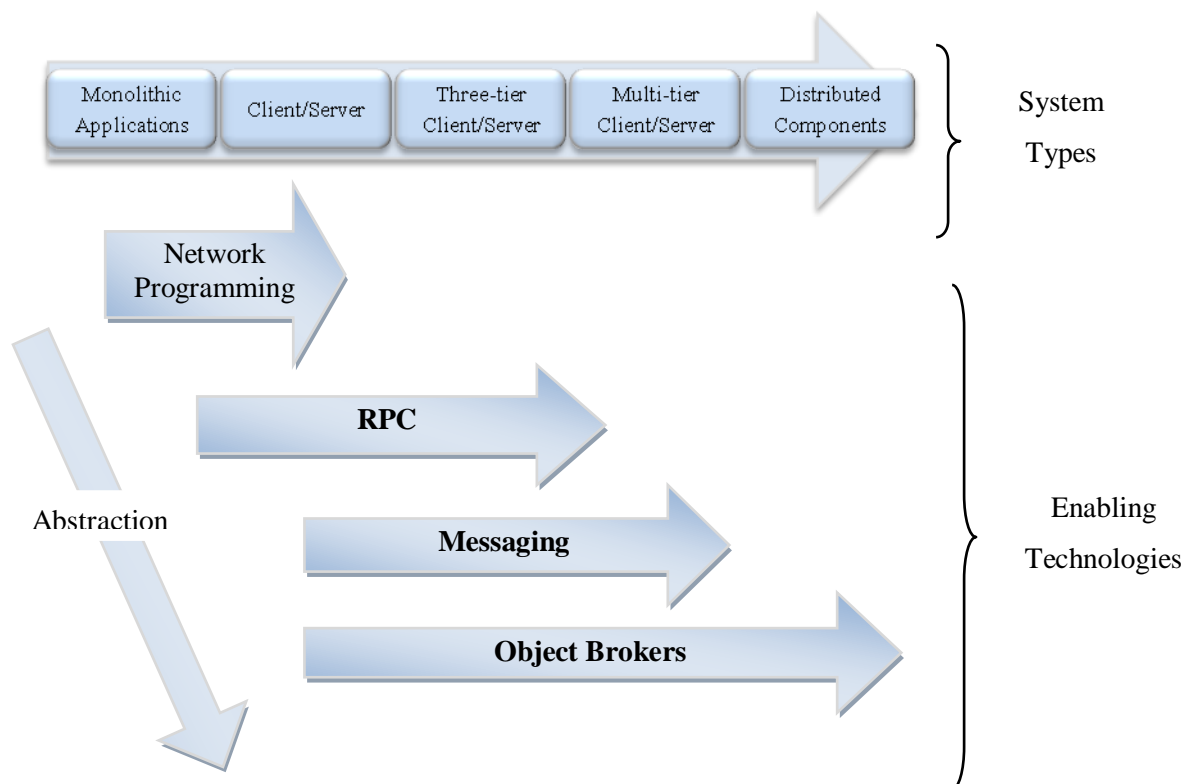 Monolithic
Applications
Client/Server
Three-tier
Client/Server
Multi-tier
Client/Server
Distributed
Components
System
Types
Network
Programming
RPC
Abstraction
Messaging
Enabling
Technologies
Object Brokers